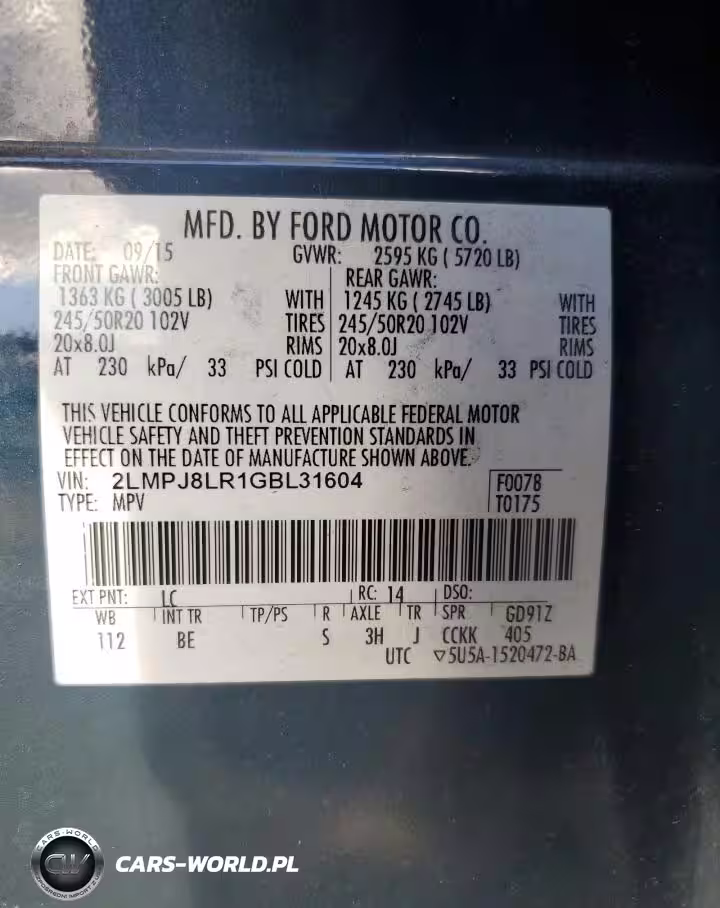 MFD. BY FORD MOTOR CO.
DATE: 09/15 GVWR: 2595 KG ( 5720 LB)
FRONT GAWR: REAR GAWR:
1363 KG ( 3005 LB) WITH 1245 KG ( 2745 LB) WITH
245/50R20 102V TIRES 245/50R20 102V TIRES
20x8.0J RIMS 20x8.0J RIMS
AT 230 kPa/ 33 PSI COLD AT 230 kPa/ 33 PSI COLD
THIS VEHICLE CONFORMS TO ALL APPLICABLE FEDERAL MOTOR
VEHICLE SAFETY AND THEFT PREVENTION STANDARDS IN
EFFECT ON THE DATE OF MANUFACTURE SHOWN ABOVE.
VIN: 2LMPJ8LR1GBL31604 F0078
TYPE: MPV T0175
EXT PNT: LC RC: 14 DSO:
WB INT TR TP/PS R AXLE TR SPR GD91Z
112 BE S 3H J CCKK 405
UTC ▽5U5A-1520472-BA
CARS-WORLD
CW
CARS-WORLD.PL